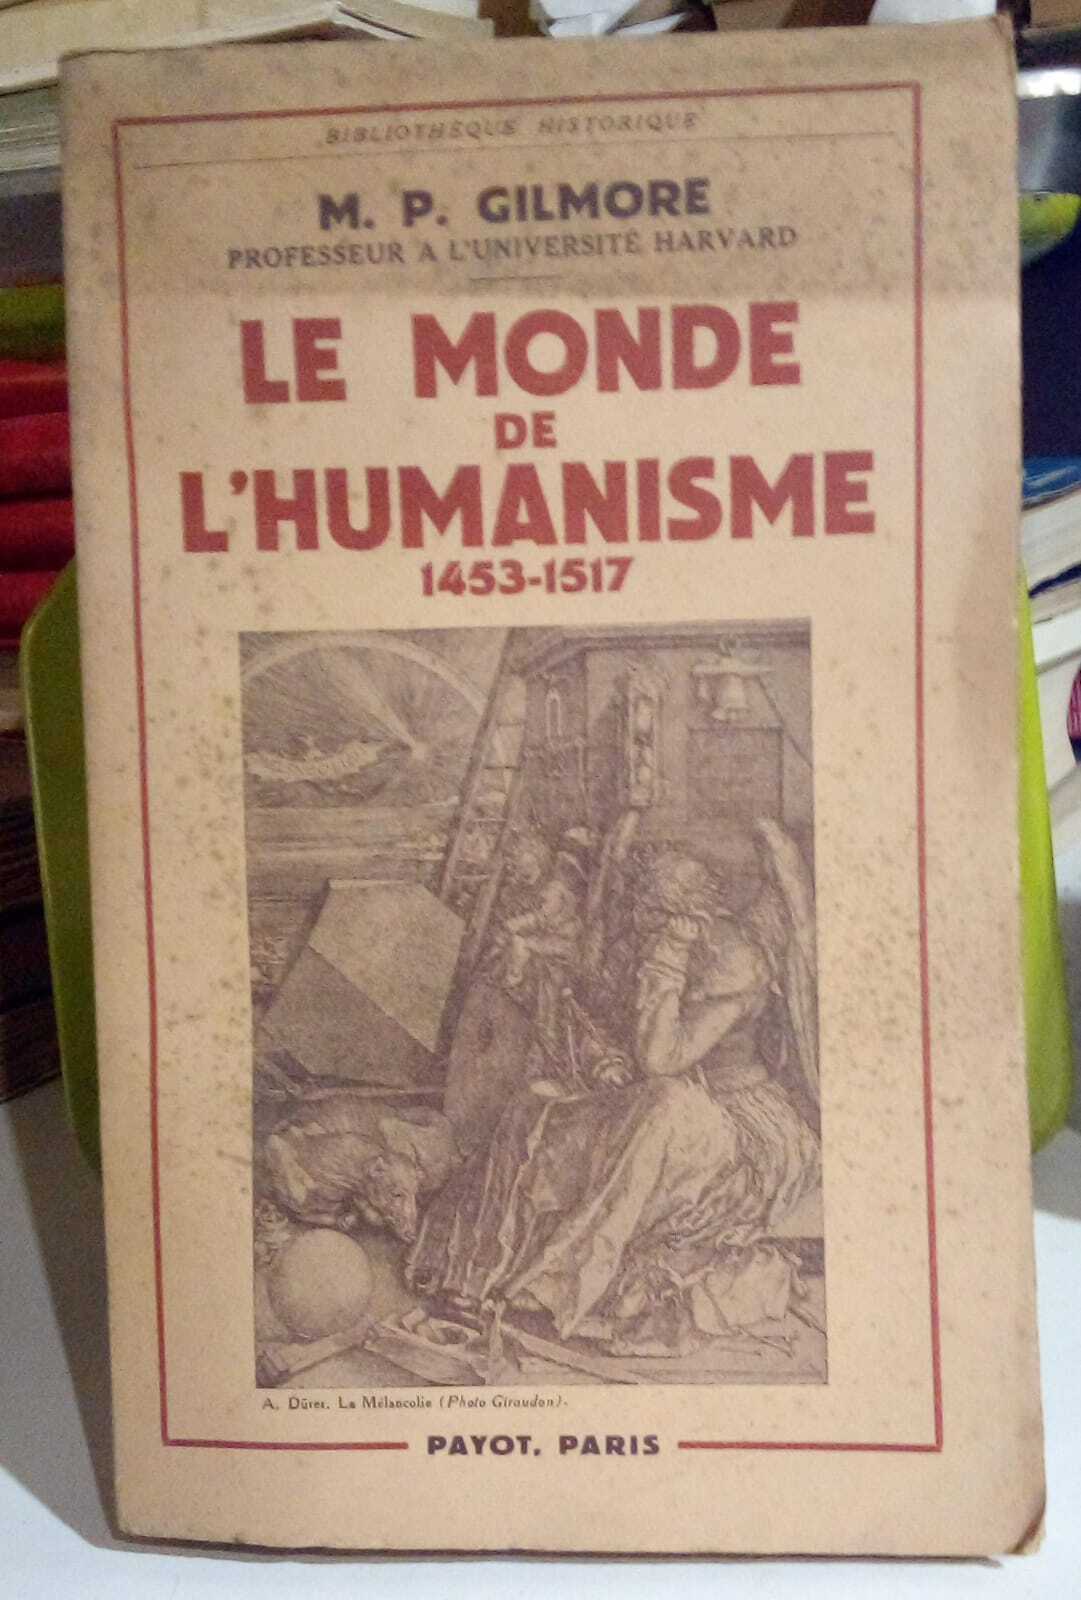 BIBLIOTHÈQUE HISTORIQUE
M. P. GILMORE
PROFESSEUR A L'UNIVERSITÉ HARVARD
LE MONDE
DE
L'HUMANISME
1453-1517
A. Dürer. La Mélancolie (Photo Giraudon).
PAYOT. PARIS